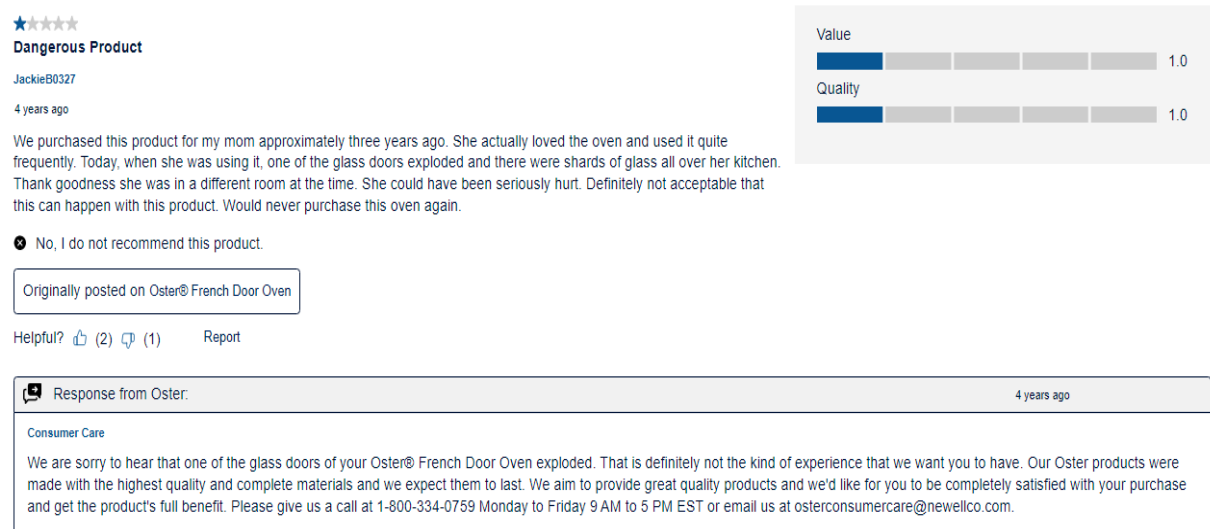 Dangerous Product
JackieB0327
4 years ago
We purchased this product for my mom approximately three years ago. She actually loved the oven and used it quite
frequently. Today, when she was using it, one of the glass doors exploded and there were shards of glass all over her kitchen.
Thank goodness she was in a different room at the time. She could have been seriously hurt. Definitely not acceptable that
this can happen with this product. Would never purchase this oven again.
No, I do not recommend this product.
Originally posted on Oster® French Door Oven
Helpful? (2) (1) Report
Value
1.0
Quality
1.0
Response from Oster: 4 years ago
Consumer Care
We are sorry to hear that one of the glass doors of your Oster® French Door Oven exploded. That is definitely not the kind of experience that we want you to have. Our Oster products were
made with the highest quality and complete materials and we expect them to last. We aim to provide great quality products and we'd like for you to be completely satisfied with your purchase
and get the product's full benefit. Please give us a call at 1-800-334-0759 Monday to Friday 9 AM to 5 PM EST or email us at osterconsumercare@newellco.com.